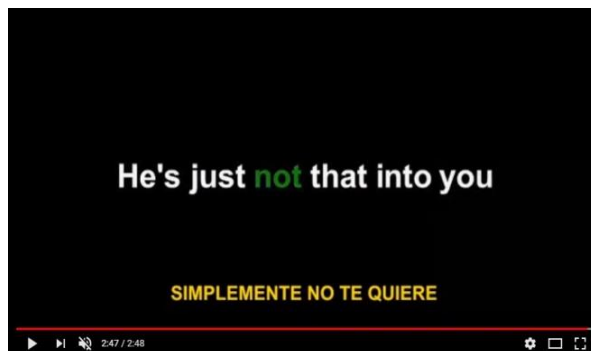 He's just not that into you
SIMPLEMENTE NO TE QUIERE
2:47 / 2:48